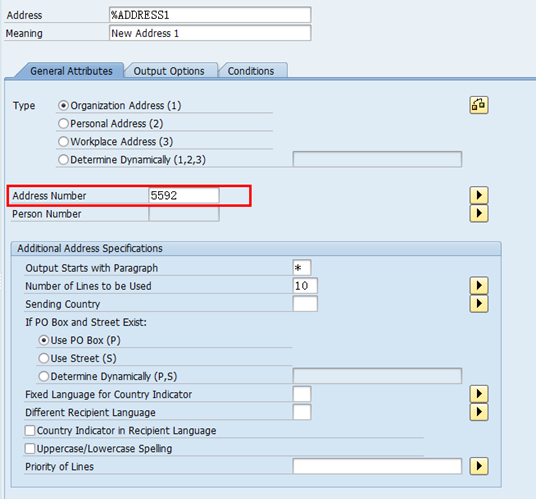 Address %ADDRESS1
Meaning New Address 1
General Attributes Output Options Conditions
Type Organization Address (1)
Personal Address (2)
Workplace Address (3)
Determine Dynamically (1,2,3)
Address Number 5592
Person Number
Additional Address Specifications
Output Starts with Paragraph *
Number of Lines to be Used 10
Sending Country
If PO Box and Street Exist:
Use PO Box (P)
Use Street (S)
Determine Dynamically (P,S)
Fixed Language for Country Indicator
Different Recipient Language
Country Indicator in Recipient Language
Uppercase/Lowercase Spelling
Priority of Lines